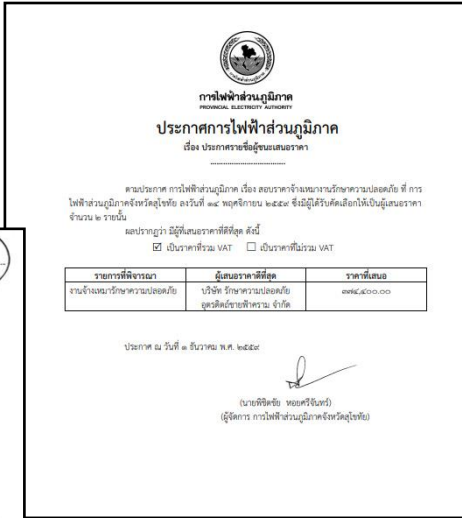 การไฟฟ้าส่วนภูมิภาค
PROVINCIAL ELECTRICITY AUTHORITY
ประกาศการไฟฟ้าส่วนภูมิภาค
เรื่อง ประกาศรายชื่อผู้ชนะเสนอราคา
ตามประกาศ การไฟฟ้าส่วนภูมิภาค เรื่อง สอบราคาจ้างเหมางานรักษาความปลอดภัย ที่ การ
ไฟฟ้าส่วนภูมิภาคจังหวัดสุโขทัย ลงวันที่ ๑๔ พฤศจิกายน ๒๕๕๙ ซึ่งมีผู้ได้รับคัดเลือกให้เป็นผู้เสนอราคา
จำนวน ๒ รายนั้น
ผลปรากฏว่า มีผู้ที่เสนอราคาที่ดีที่สุด ดังนี้
☑ เป็นราคาที่รวม VAT ☐ เป็นราคาที่ไม่รวม VAT
รายการที่พิจารณา ผู้เสนอราคาดีที่สุด ราคาที่เสนอ
งานจ้างเหมารักษาความปลอดภัย บริษัท รักษาความปลอดภัย ๓๗๔,๔๐๐.๐๐
อุตรดิตถ์ชายฟ้าคราม จำกัด
ประกาศ ณ วันที่ ๑ ธันวาคม พ.ศ. ๒๕๕๙
(นายพิชิตชัย หอยศรีจันทร์)
(ผู้จัดการ การไฟฟ้าส่วนภูมิภาคจังหวัดสุโขทัย)